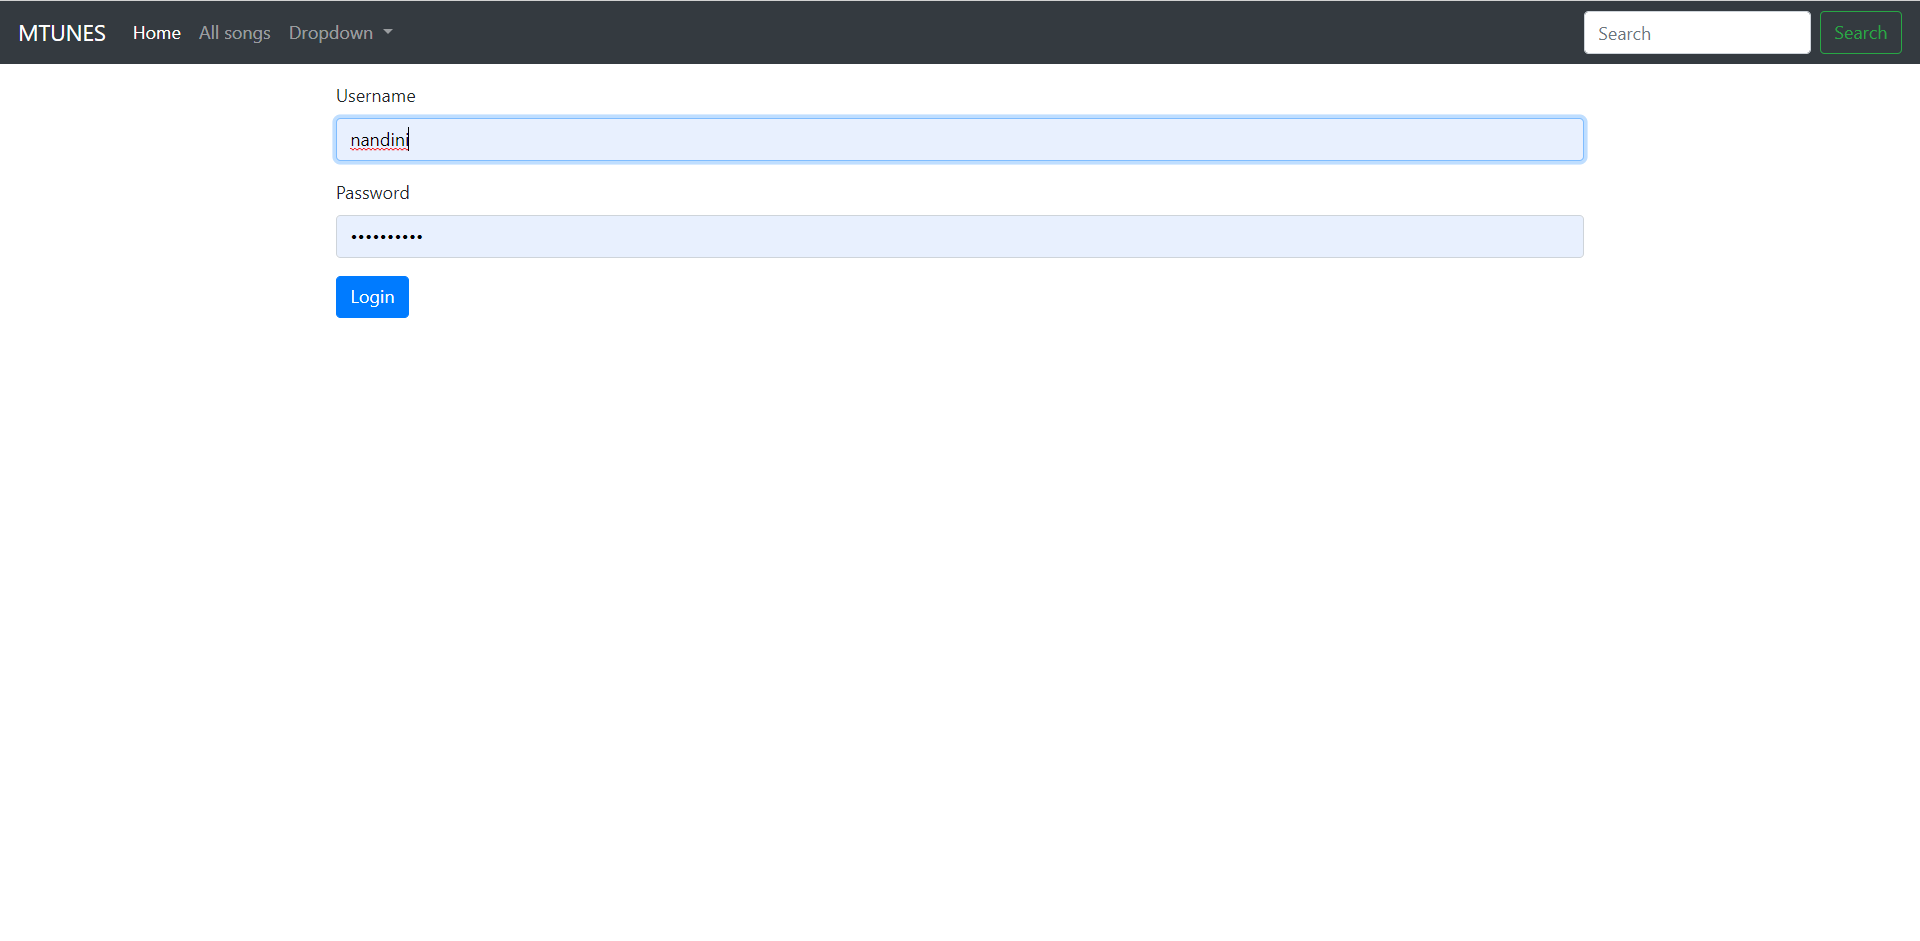 MTUNES Home All songs Dropdown Search Search
Username
nandini
Password
••••••••••
Login